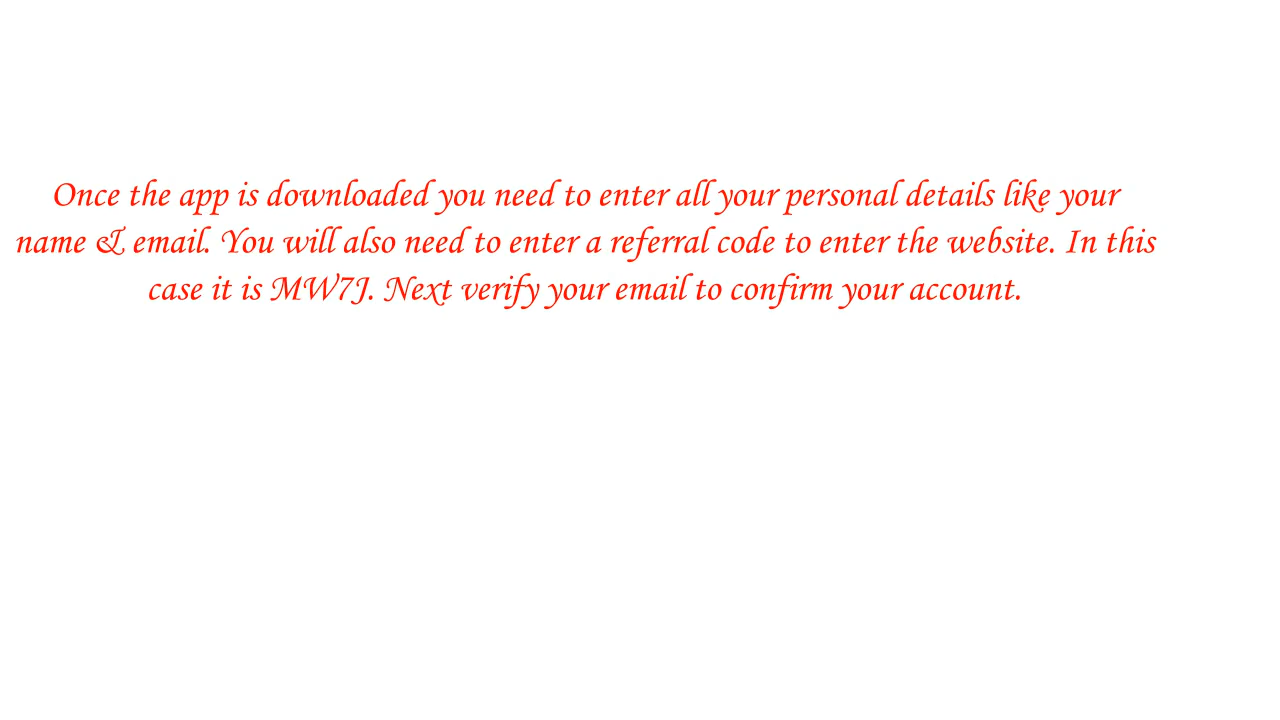 Once the app is downloaded you need to enter all your personal details like your
name & email. You will also need to enter a referral code to enter the website. In this
case it is MW7J. Next verify your email to confirm your account.